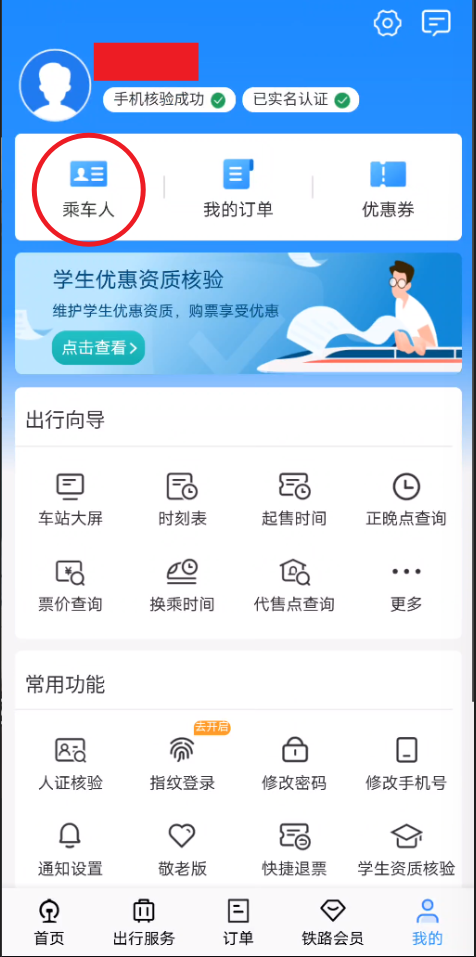 手机核验成功 已实名认证
乘车人 我的订单 优惠券
学生优惠资质核验
维护学生优惠资质，购票享受优惠
点击查看>
出行向导
车站大屏 时刻表 起售时间 正晚点查询
票价查询 换乘时间 代售点查询 更多
常用功能
去开启
人证核验 指纹登录 修改密码 修改手机号
通知设置 敬老版 快捷退票 学生资质核验
首页 出行服务 订单 铁路会员 我的